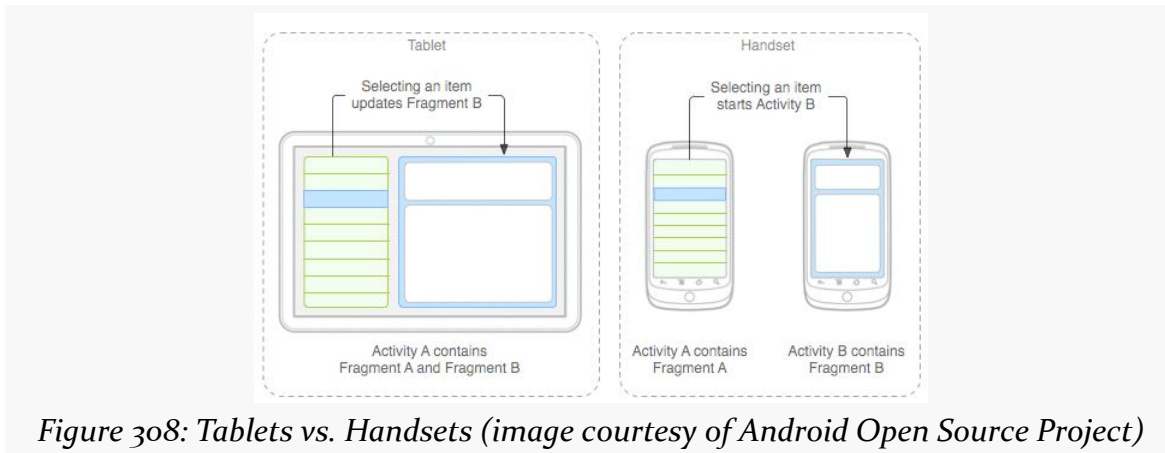 Tablet
Selecting an item
updates Fragment B
Activity A contains
Fragment A and Fragment B
Handset
Selecting an item
starts Activity B
Activity A contains
Fragment A
Activity B contains
Fragment B
Figure 308: Tablets vs. Handsets (image courtesy of Android Open Source Project)